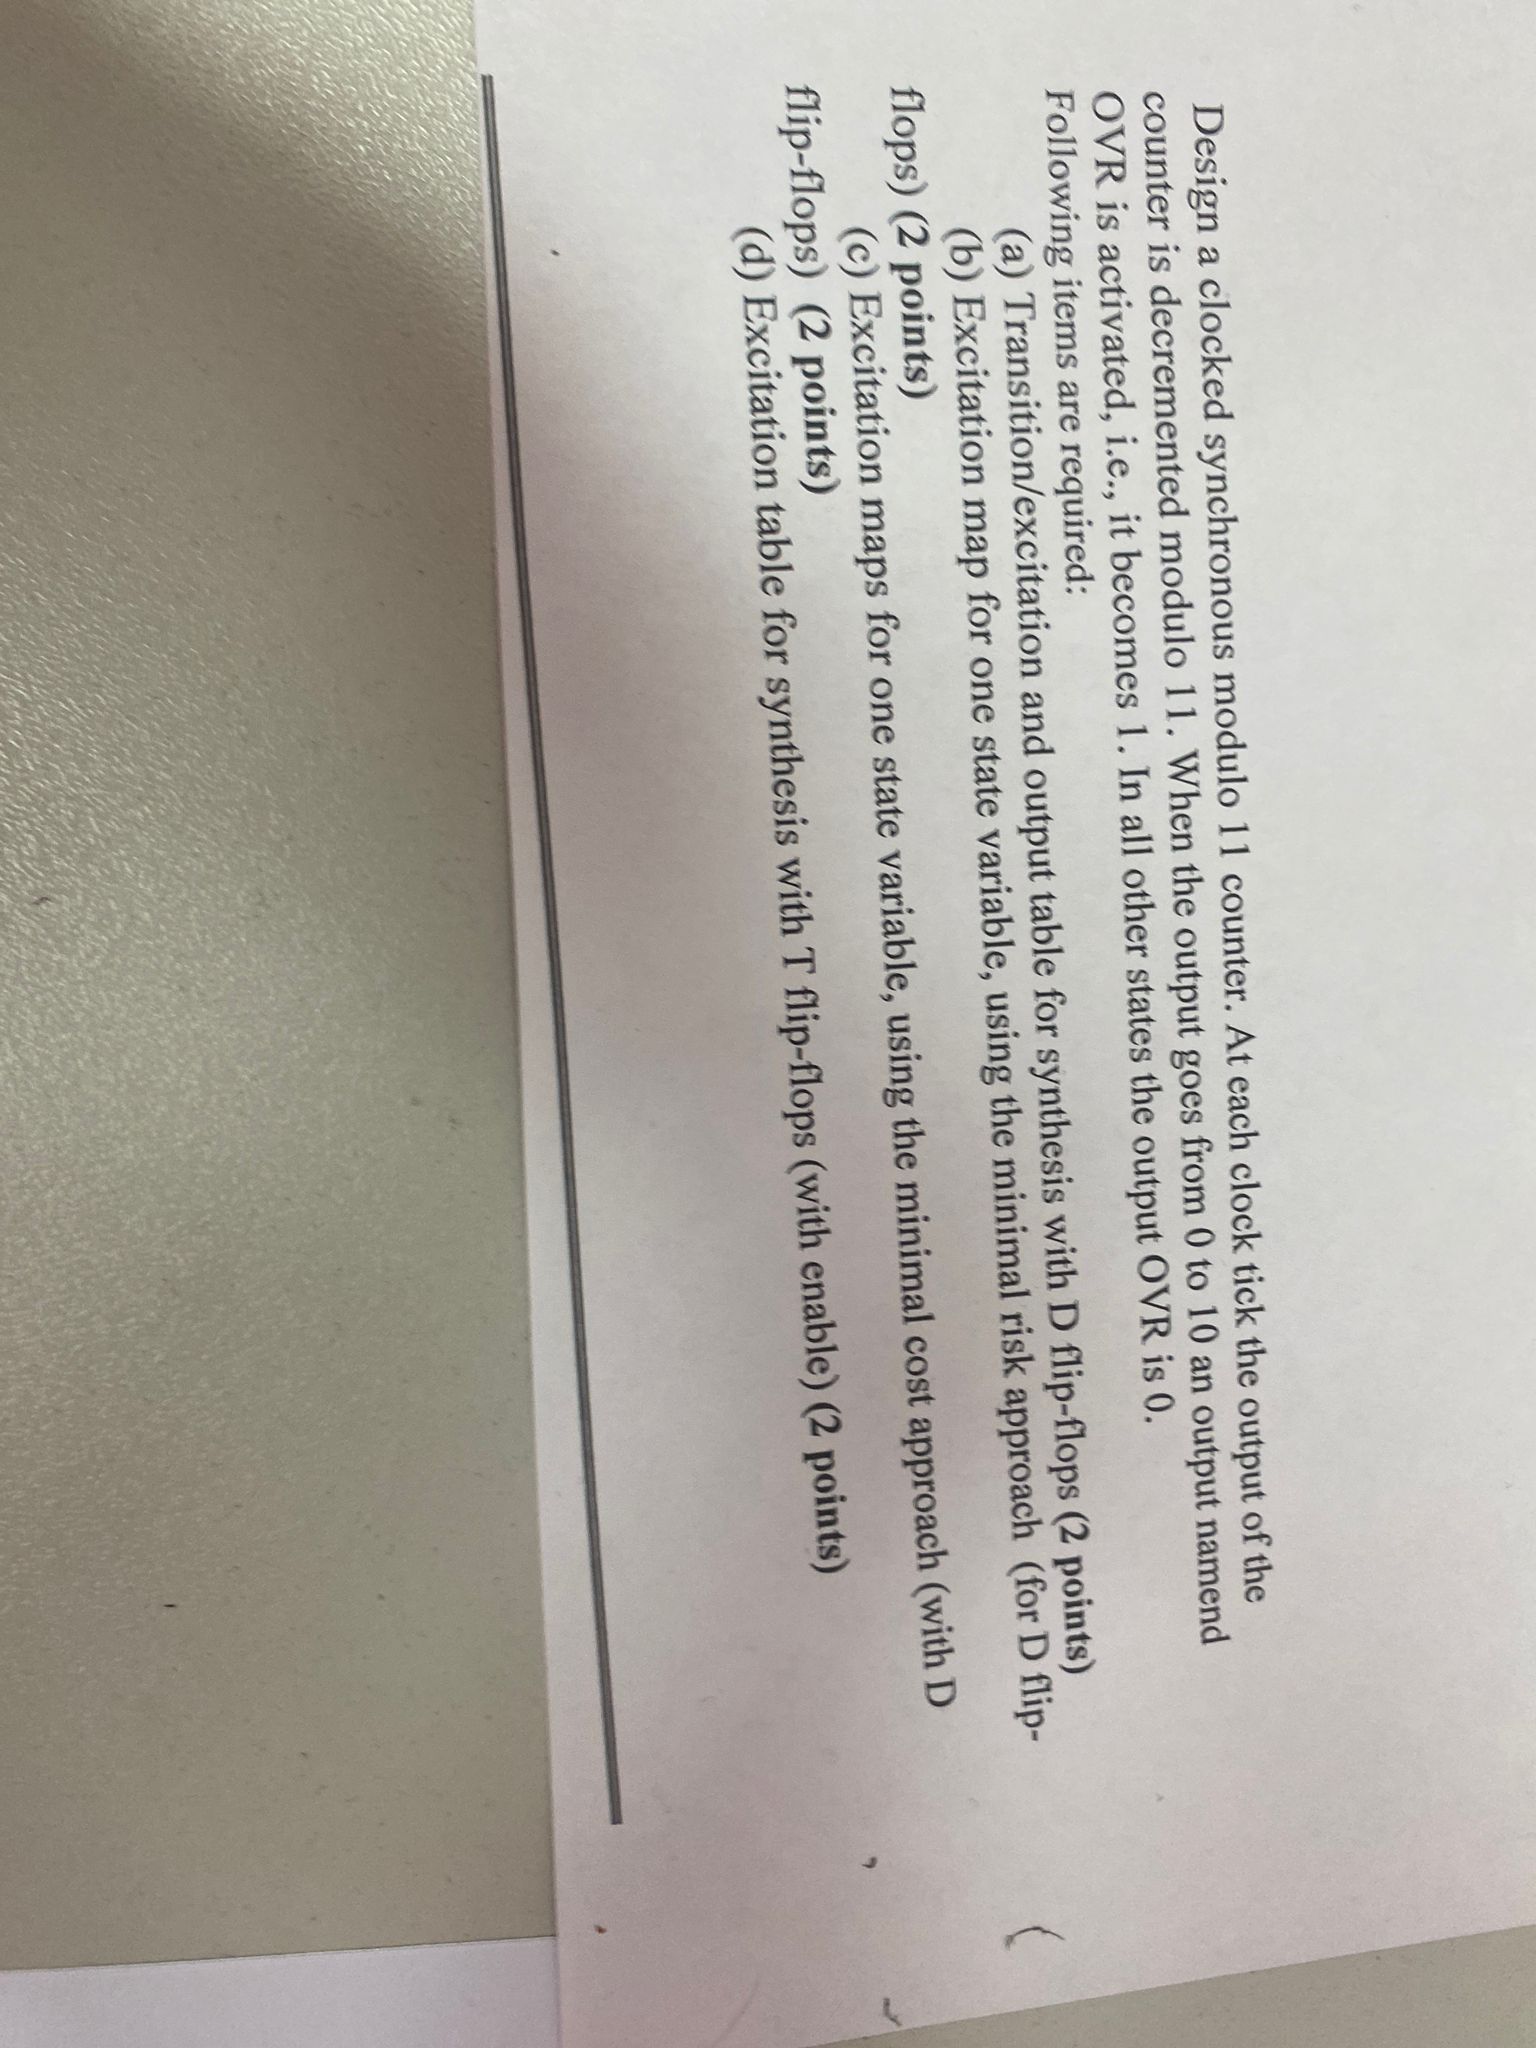 Design a clocked synchronous modulo 11 counter. At each clock tick the output of the
counter is decremented modulo 11. When the output goes from 0 to 10 an output namend
OVR is activated, i.e., it becomes 1. In all other states the output OVR is 0.
Following items are required:
(a) Transition/excitation and output table for synthesis with D flip-flops (2 points)
(b) Excitation map for one state variable, using the minimal risk approach (for D flip-
flops) (2 points)
(c) Excitation maps for one state variable, using the minimal cost approach (with D
flip-flops) (2 points)
(d) Excitation table for synthesis with T flip-flops (with enable) (2 points)